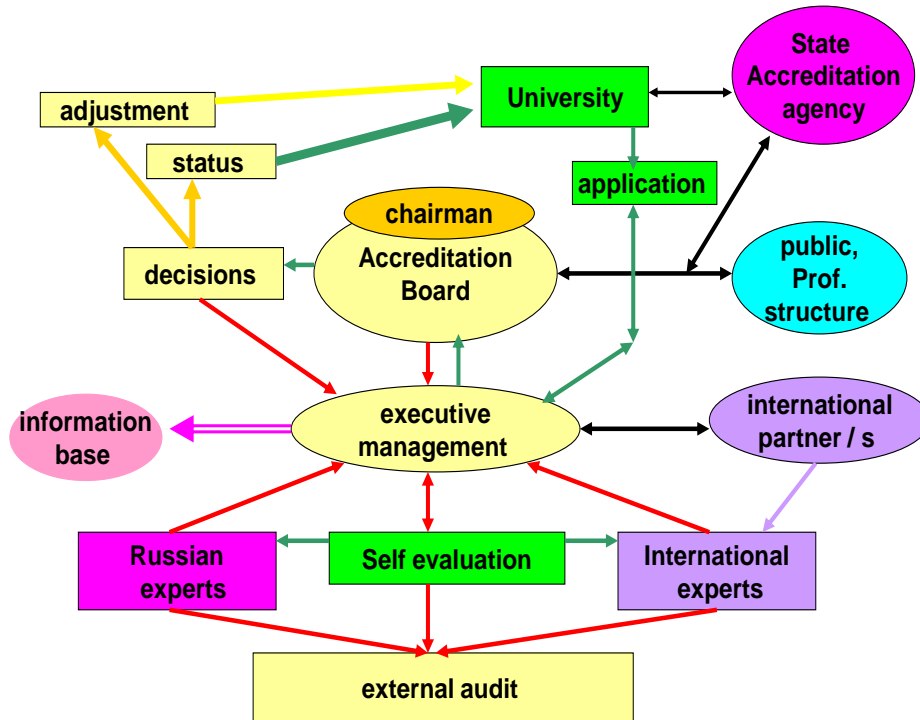 State
Accreditation
agency
University
adjustment
status
application
chairman
Accreditation
Board
public,
Prof.
structure
decisions
executive
management
information
base
international
partner / s
Russian
experts
Self evaluation
International
experts
external audit